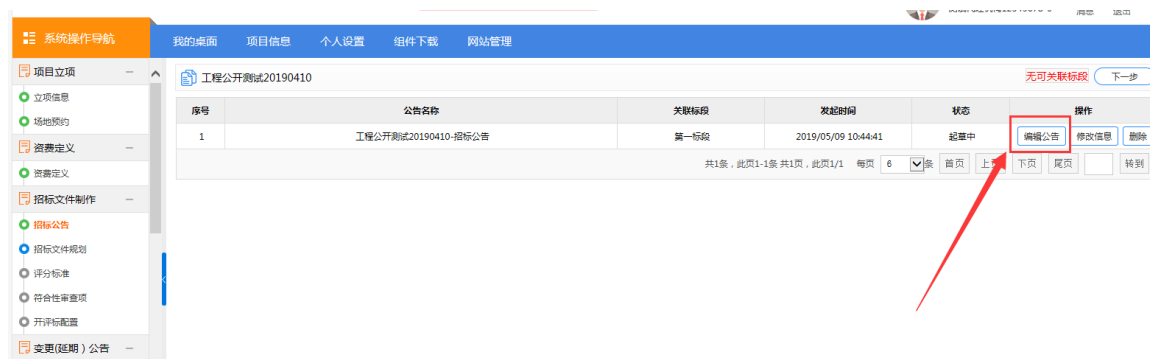 消息 退出
系统操作导航
我的桌面 项目信息 个人设置 组件下载 网站管理
项目立项
立项信息
场地预约
资费定义
资费定义
招标文件制作
招标公告
招标文件规划
评分标准
符合性审查项
开评标配置
变更(延期)公告
工程公开测试20190410
无可关联标段 下一步
序号 公告名称 关联标段 发起时间 状态 操作
1 工程公开测试20190410-招标公告 第一标段 2019/05/09 10:44:41 起草中 编辑公告 修改信息 删除
共1条，此页1-1条 共1页，此页1/1 每页 6 条 首页 上 下页 尾页 转到